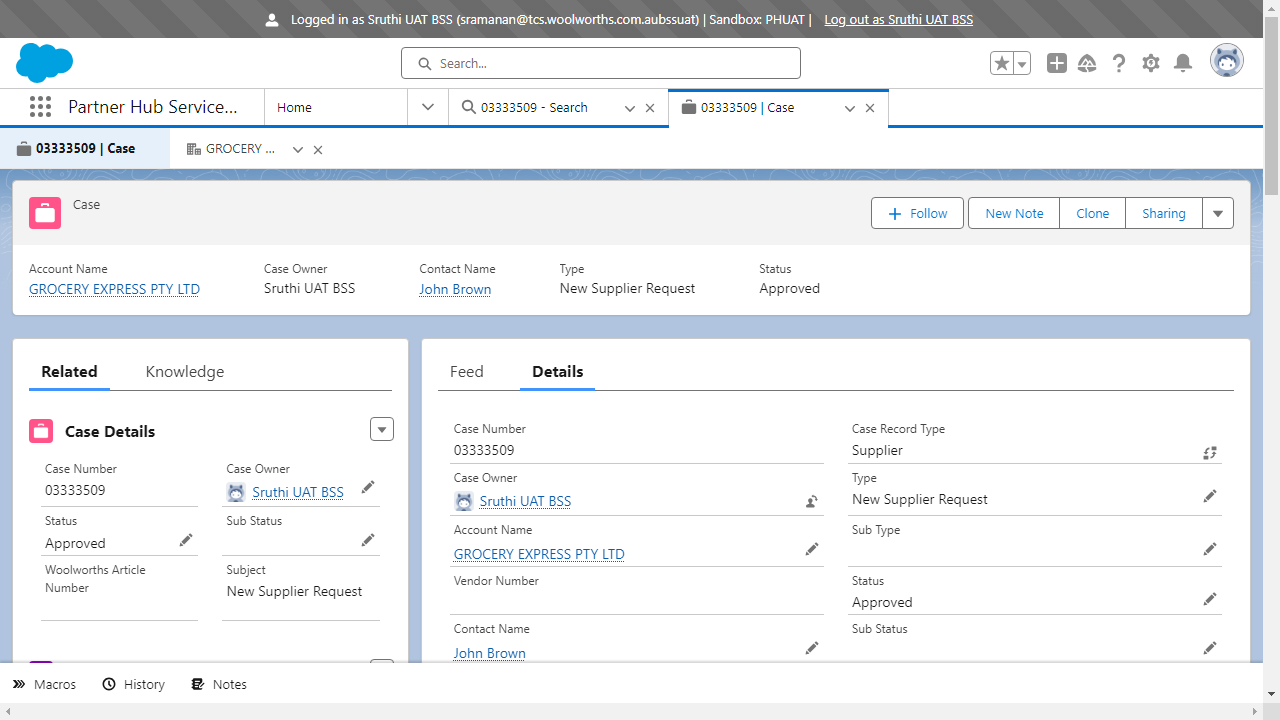 Logged in as Sruthi UAT BSS (sramanan@tcs.woolworths.com.aubssuat) | Sandbox: PHUAT | Log out as Sruthi UAT BSS
Search...
Partner Hub Service...
Home
03333509 - Search
03333509 | Case
03333509 | Case
GROCERY ...
Case
Follow
New Note
Clone
Sharing
Account Name
Case Owner
Contact Name
Type
Status
GROCERY EXPRESS PTY LTD
Sruthi UAT BSS
John Brown
New Supplier Request
Approved
Related
Knowledge
Case Details
Case Number
Case Owner
03333509
Sruthi UAT BSS
Status
Sub Status
Approved
Woolworths Article
Number
Subject
New Supplier Request
Feed
Details
Case Number
Case Record Type
03333509
Supplier
Case Owner
Type
Sruthi UAT BSS
New Supplier Request
Account Name
Sub Type
GROCERY EXPRESS PTY LTD
Vendor Number
Status
Approved
Contact Name
Sub Status
John Brown
Macros
History
Notes